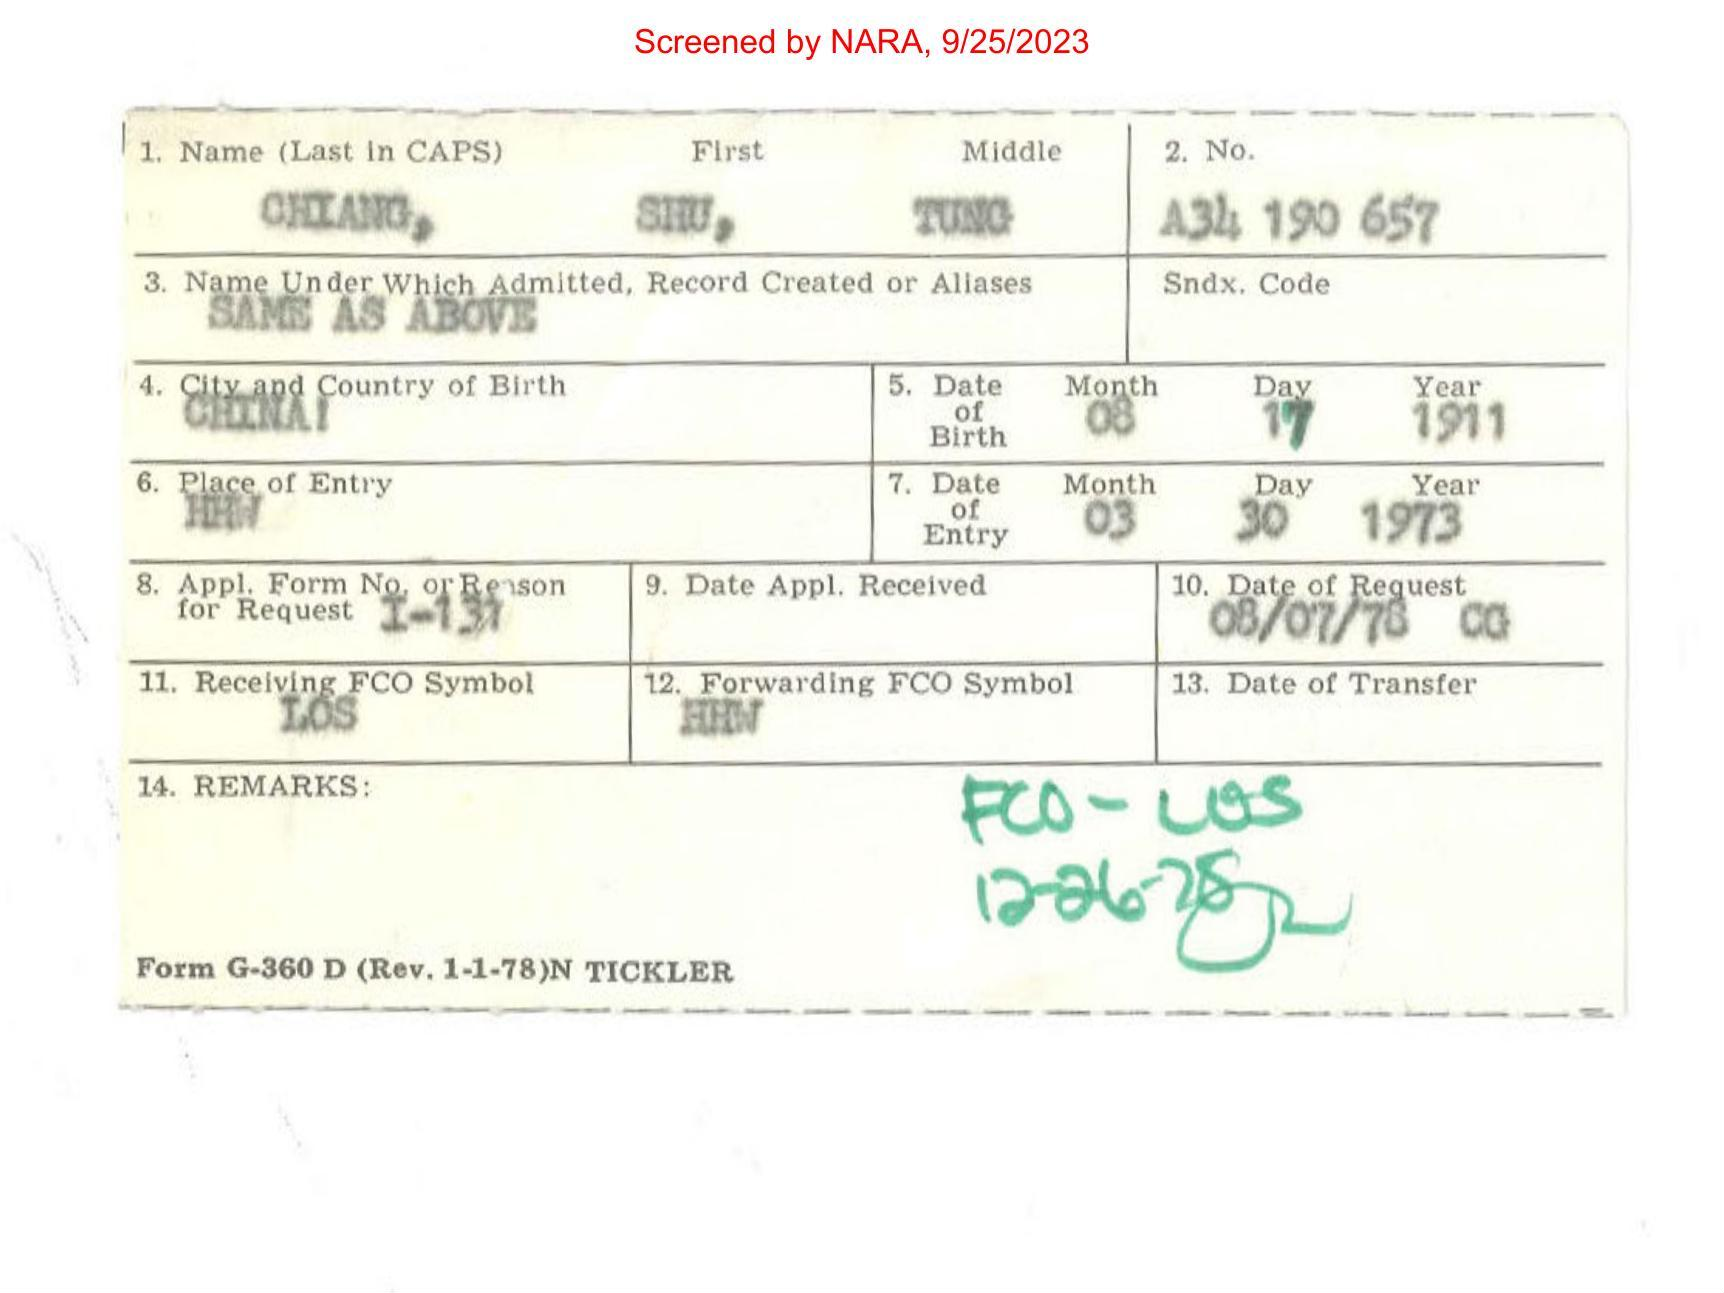 Screened by NARA, 9/25/2023
1. Name (Last in CAPS) First Middle 2. No.
CHIANG, SHU, TUNG A34 190 657
3. Name Under Which Admitted, Record Created or Aliases Sndx. Code
SAME AS ABOVE
4. City and Country of Birth 5. Date of Birth Month Day Year
CHINA! 08 17 1911
6. Place of Entry 7. Date of Entry Month Day Year
HHW 03 30 1973
8. Appl. Form No. or Reason 9. Date Appl. Received 10. Date of Request
for Request I-131 08/07/78 CG
11. Receiving FCO Symbol 12. Forwarding FCO Symbol 13. Date of Transfer
LOS HHW
14. REMARKS:
FCO - LOS
12-26-78
Form G-360 D (Rev. 1-1-78)N TICKLER